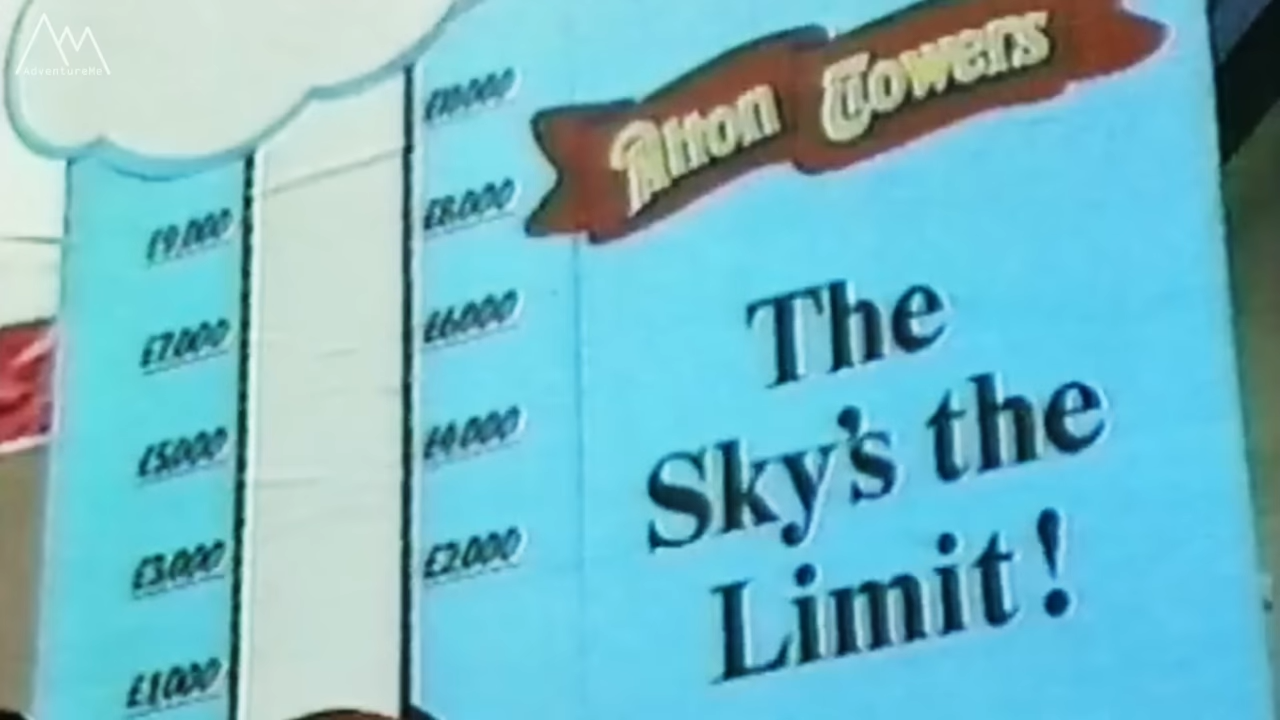 AdventureMe
Alton Towers
£10,000
£9,000
£8,000
£7,000
£6,000
£5,000
£4,000
£3,000
£2,000
£1,000
The
Sky's the
Limit!